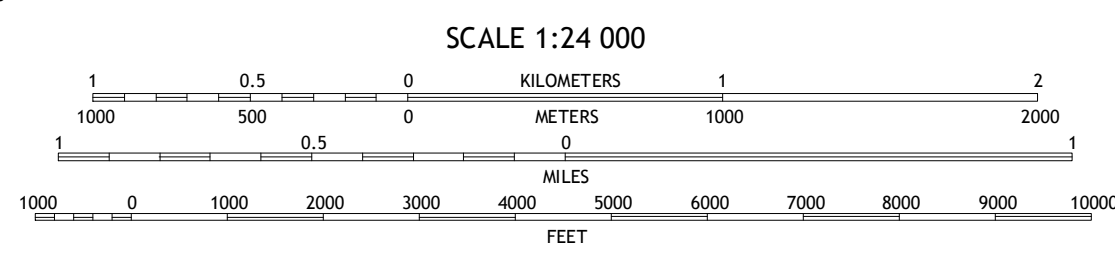 SCALE 1:24 000
1 0.5 0 KILOMETERS 1 2
1000 500 0 METERS 1000 2000
1 0.5 0 1
MILES
1000 0 1000 2000 3000 4000 5000 6000 7000 8000 9000 10000
FEET